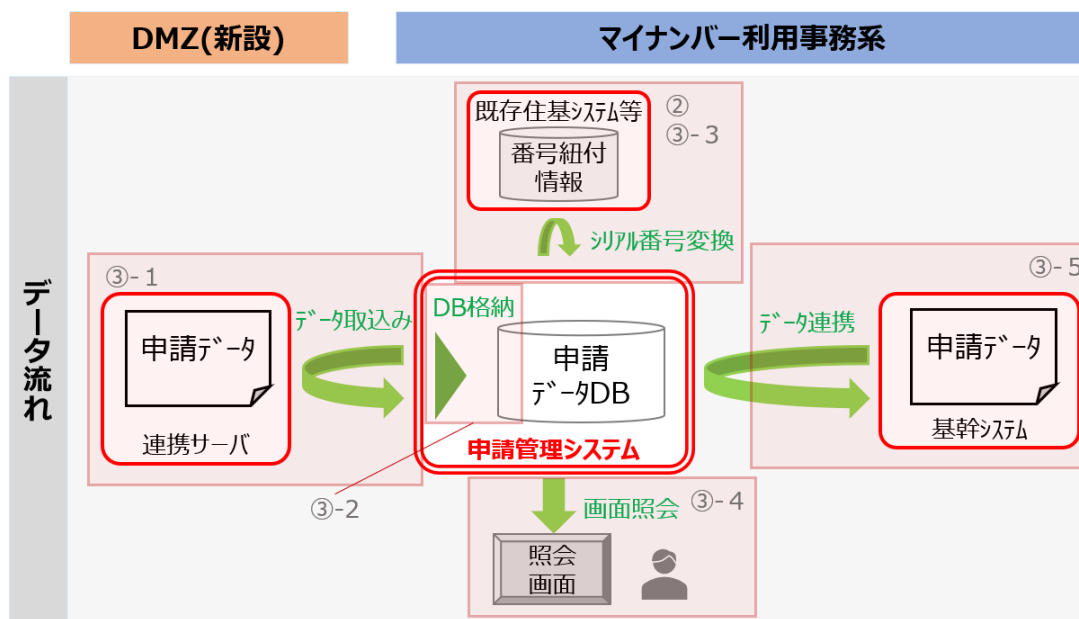 DMZ(新設)
マイナンバー利用事務系
データ流れ
既存住基ｼｽﾃﾑ等
番号紐付
情報
②
③-3
ｼﾘｱﾙ番号変換
③-1
申請ﾃﾞｰﾀ
連携サーバ
ﾃﾞｰﾀ取込み
DB格納
申請
ﾃﾞｰﾀDB
申請管理システム
③-2
ﾃﾞｰﾀ連携
③-5
申請ﾃﾞｰﾀ
基幹ｼｽﾃﾑ
画面照会
③-4
照会
画面